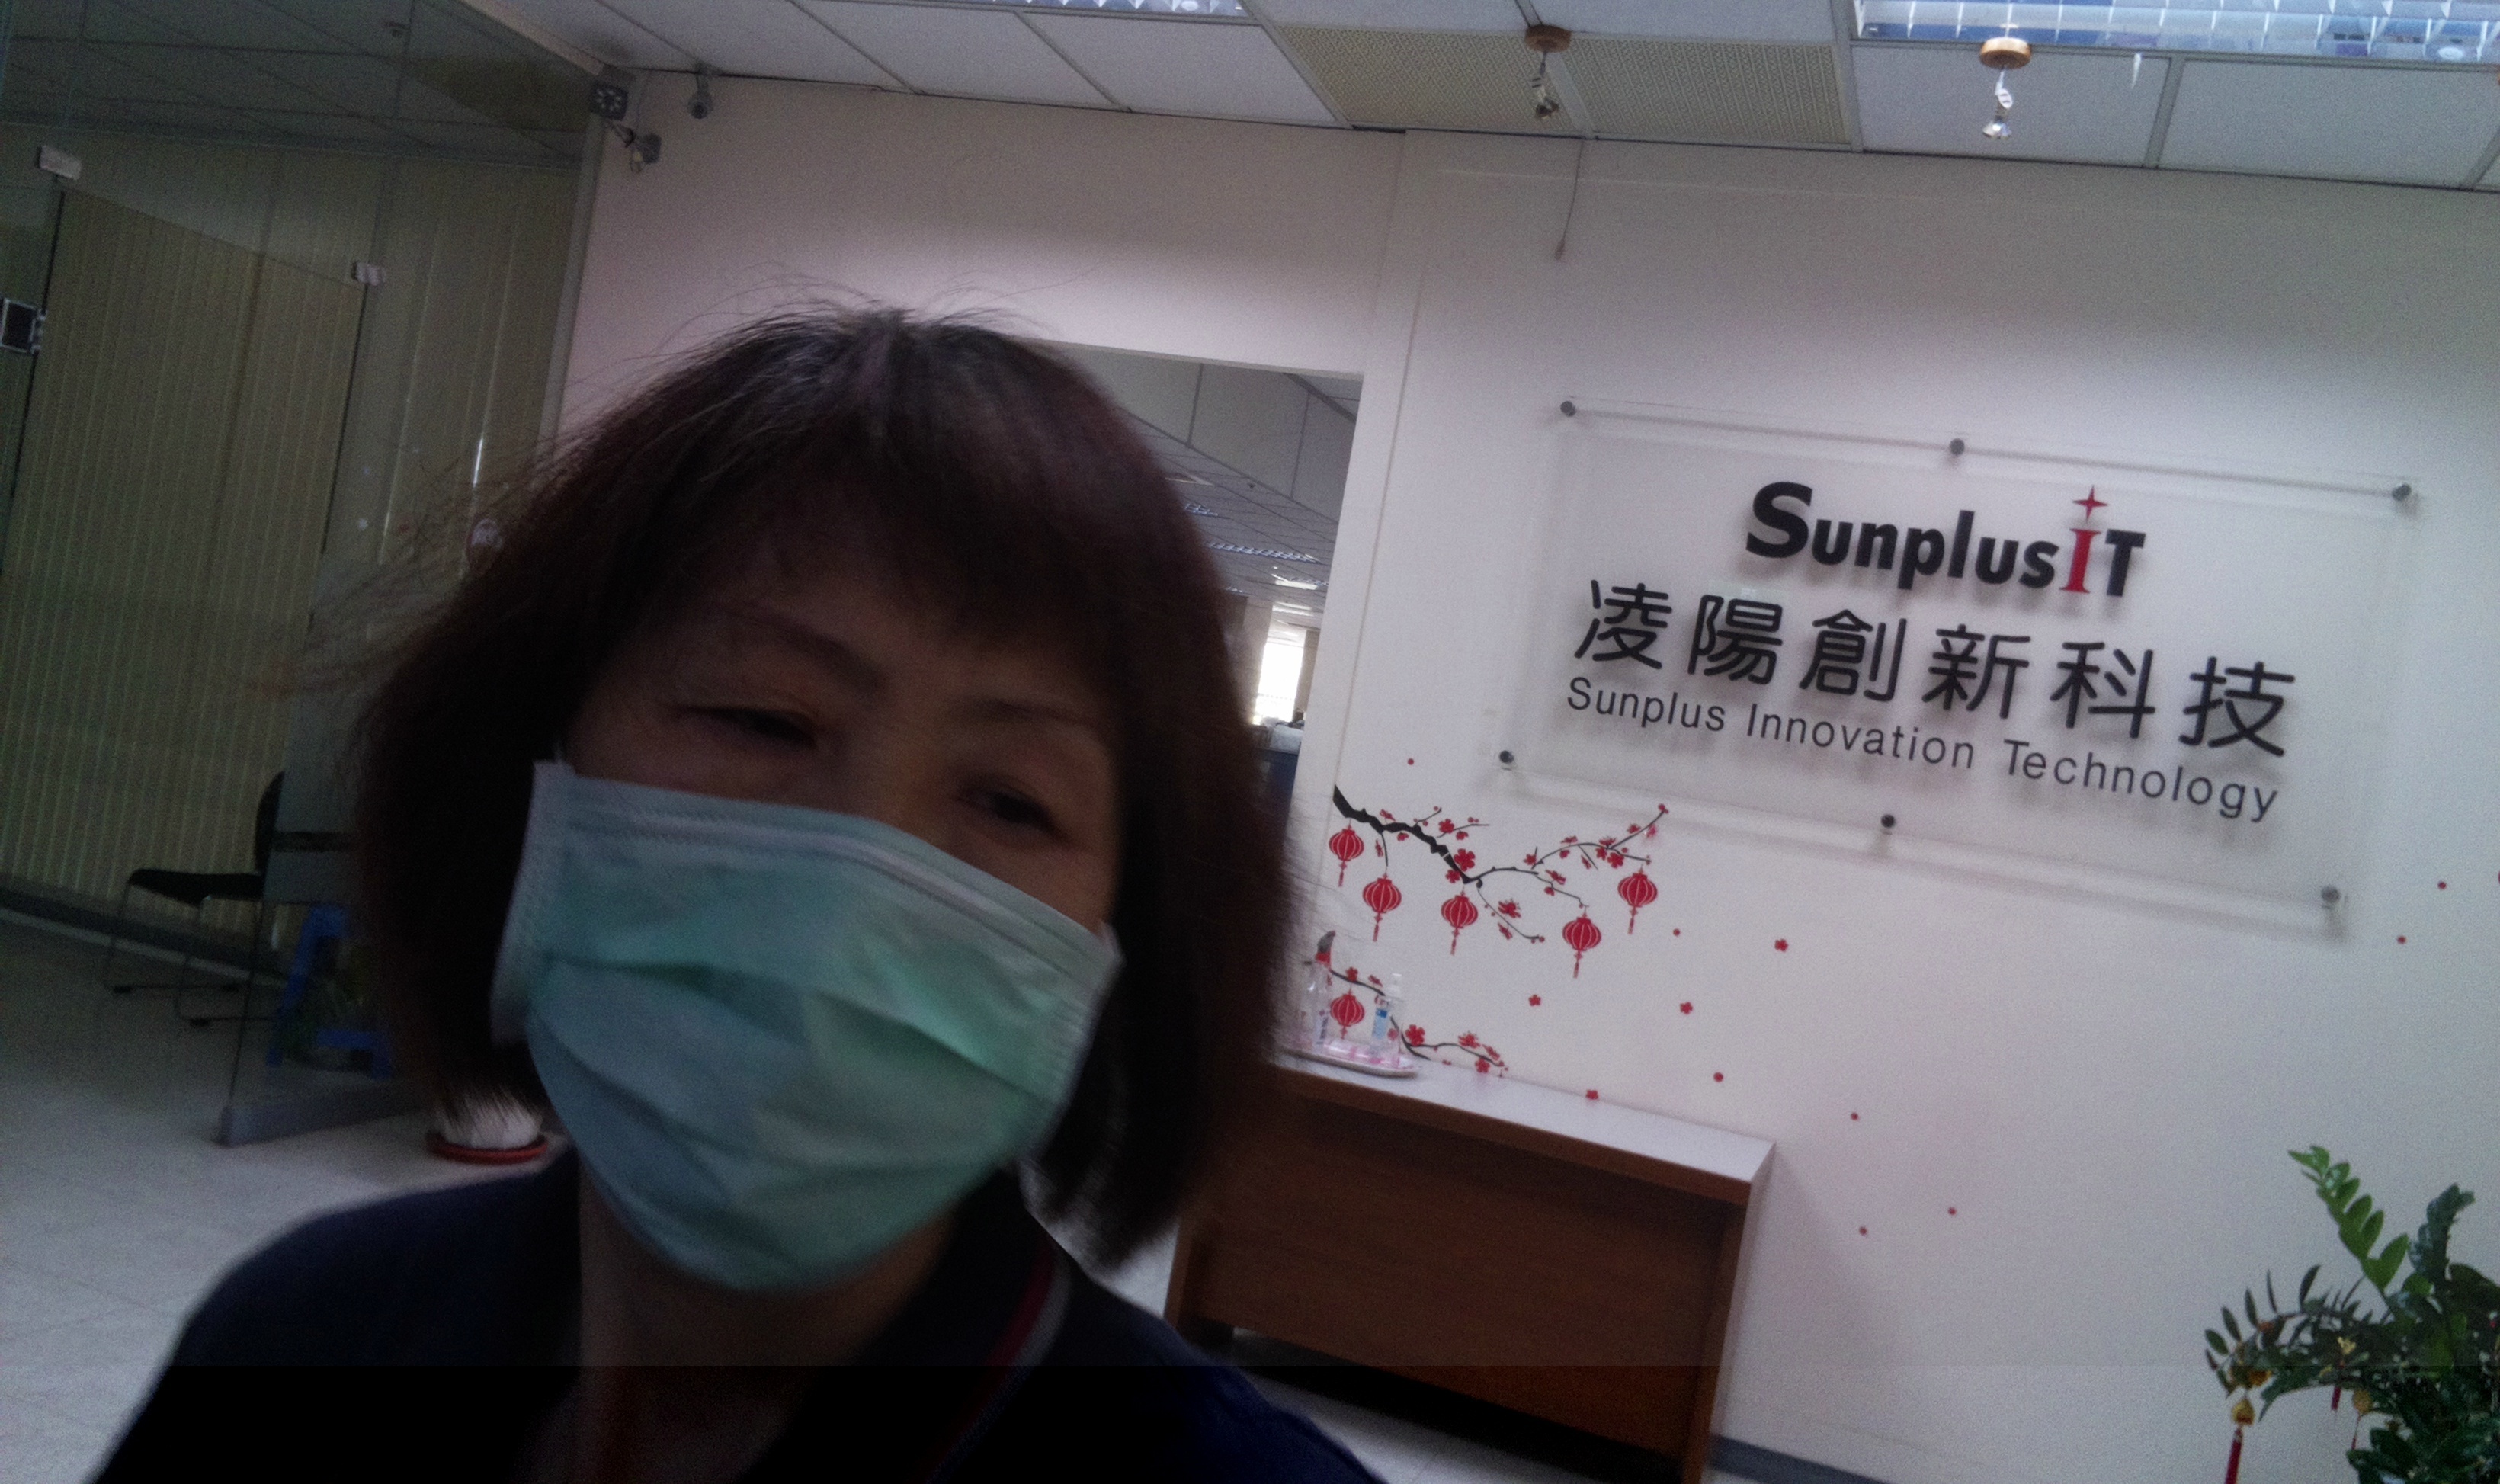 SunplusIT
凌陽創新科技
Sunplus Innovation Technology